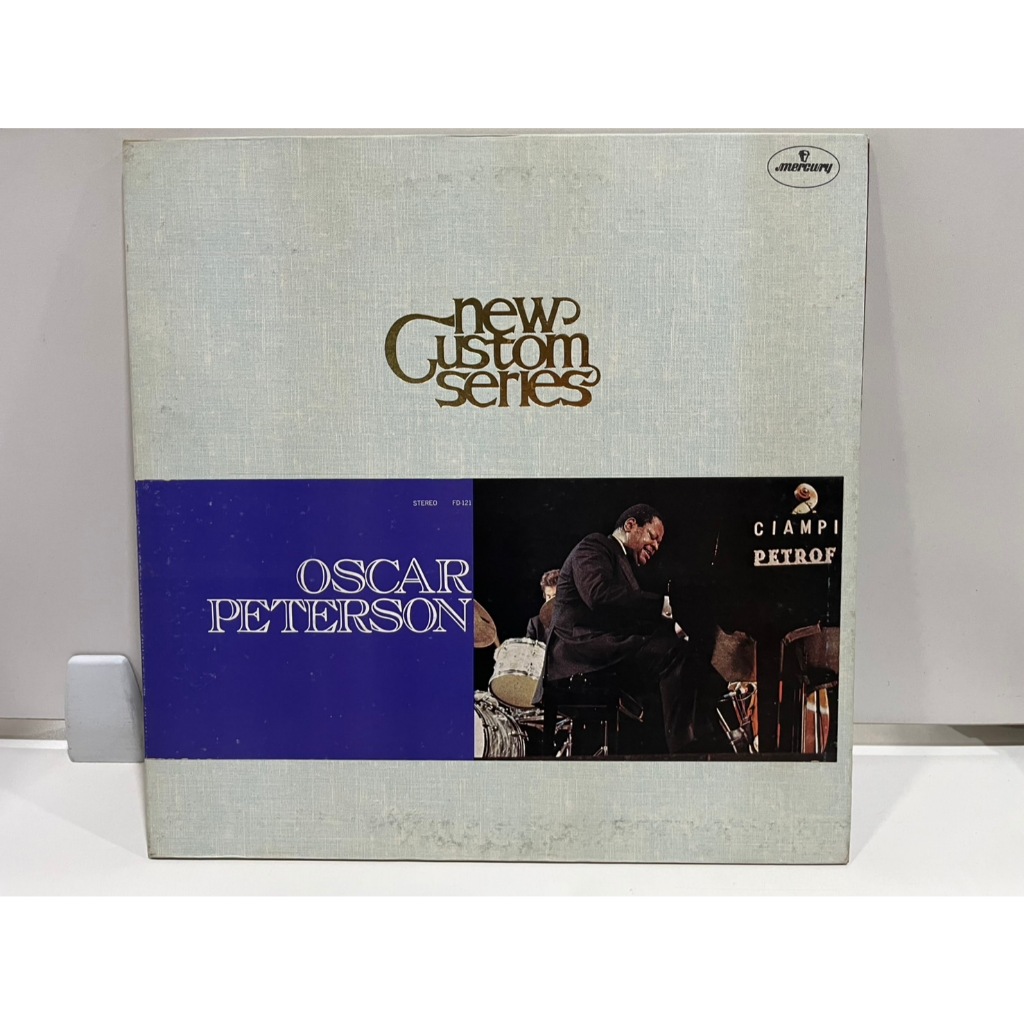 mercury
new
Custom
series
STEREO FD-121
OSCAR
PETERSON
CIAMPI
PETROF